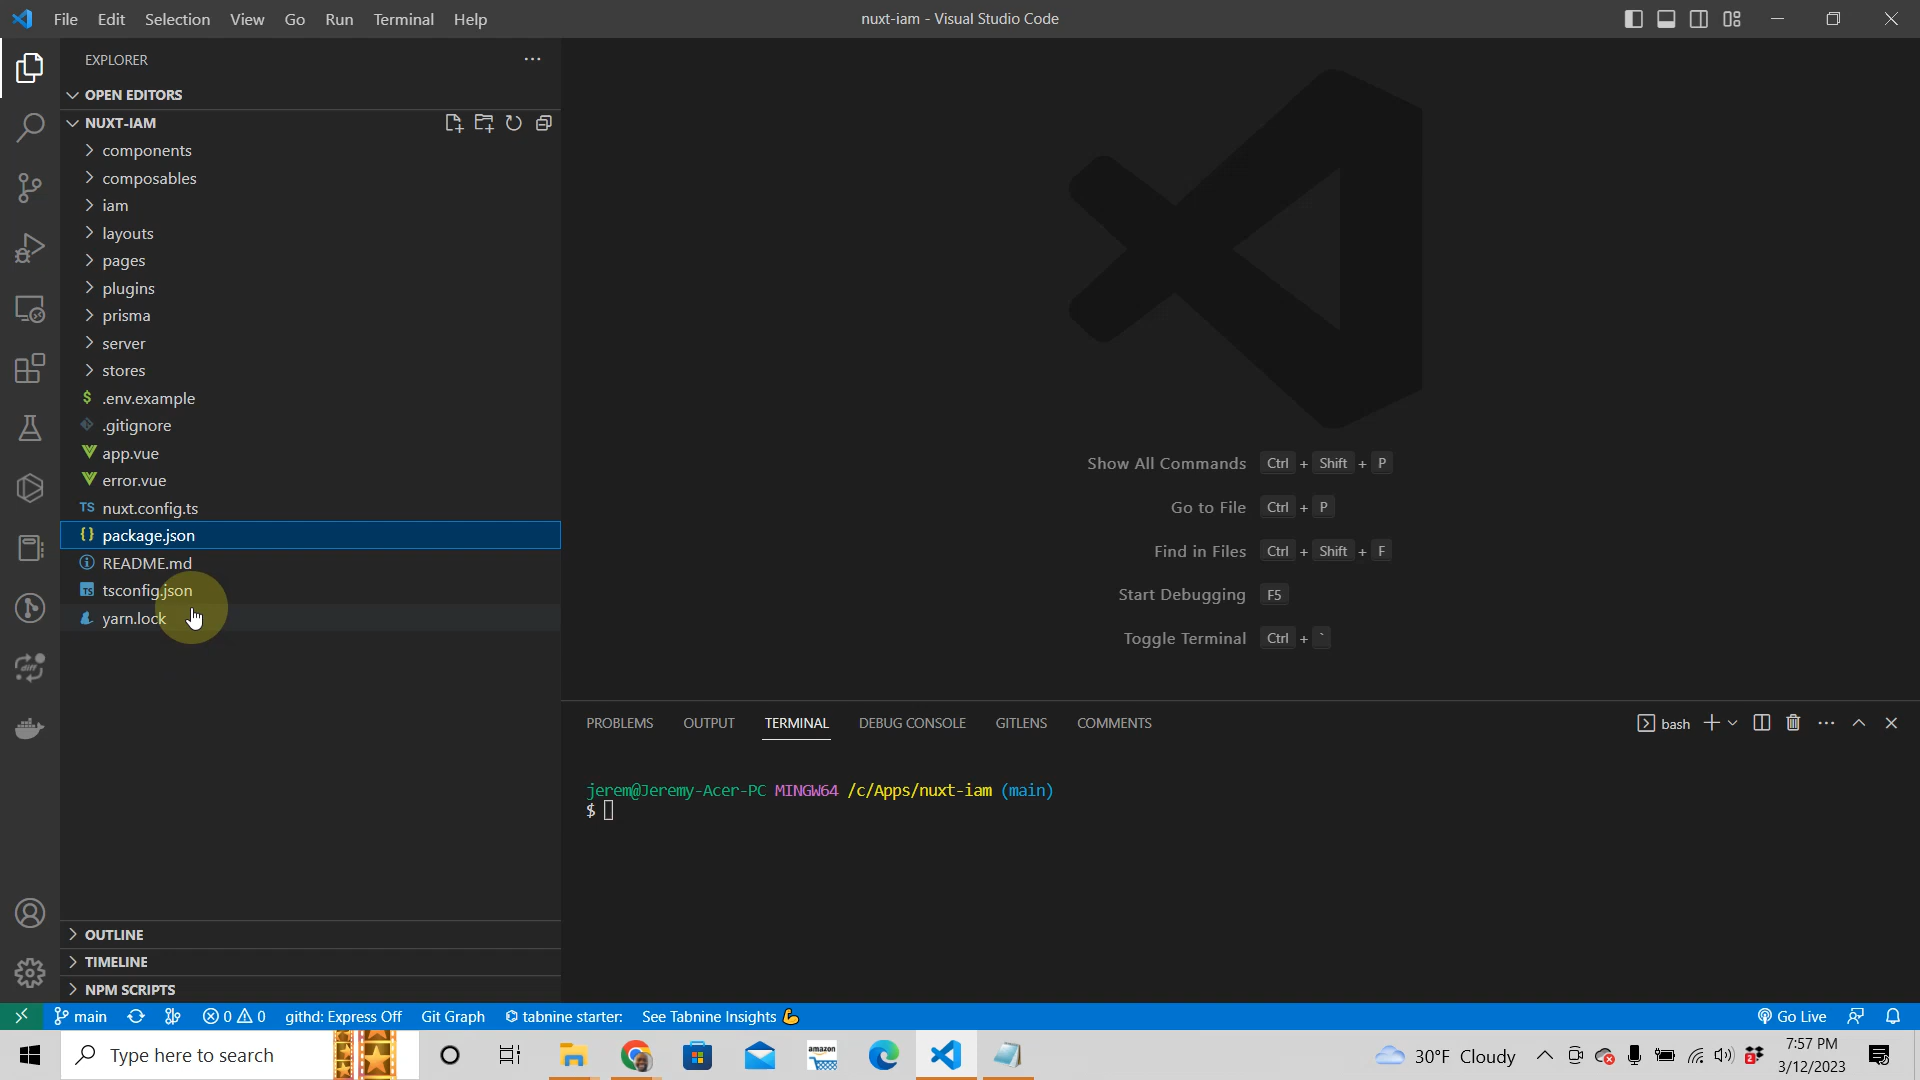 File Edit Selection View Go Run Terminal Help
nuxt-iam - Visual Studio Code
EXPLORER
OPEN EDITORS
NUXT-IAM
components
composables
iam
layouts
pages
plugins
prisma
server
stores
$ .env.example
.gitignore
app.vue
error.vue
TS nuxt.config.ts
{} package.json
README.md
TS tsconfig.json
yarn.lock
OUTLINE
TIMELINE
NPM SCRIPTS
Show All Commands Ctrl + Shift + P
Go to File Ctrl + P
Find in Files Ctrl + Shift + F
Start Debugging F5
Toggle Terminal Ctrl + `
PROBLEMS OUTPUT TERMINAL DEBUG CONSOLE GITLENS COMMENTS
bash
jerem@Jeremy-Acer-PC MINGW64 /c/Apps/nuxt-iam (main)
$
main 0 0 githd: Express Off Git Graph tabnine starter: See Tabnine Insights 💪 Go Live
Type here to search
amazon
30°F Cloudy
7:57 PM
3/12/2023